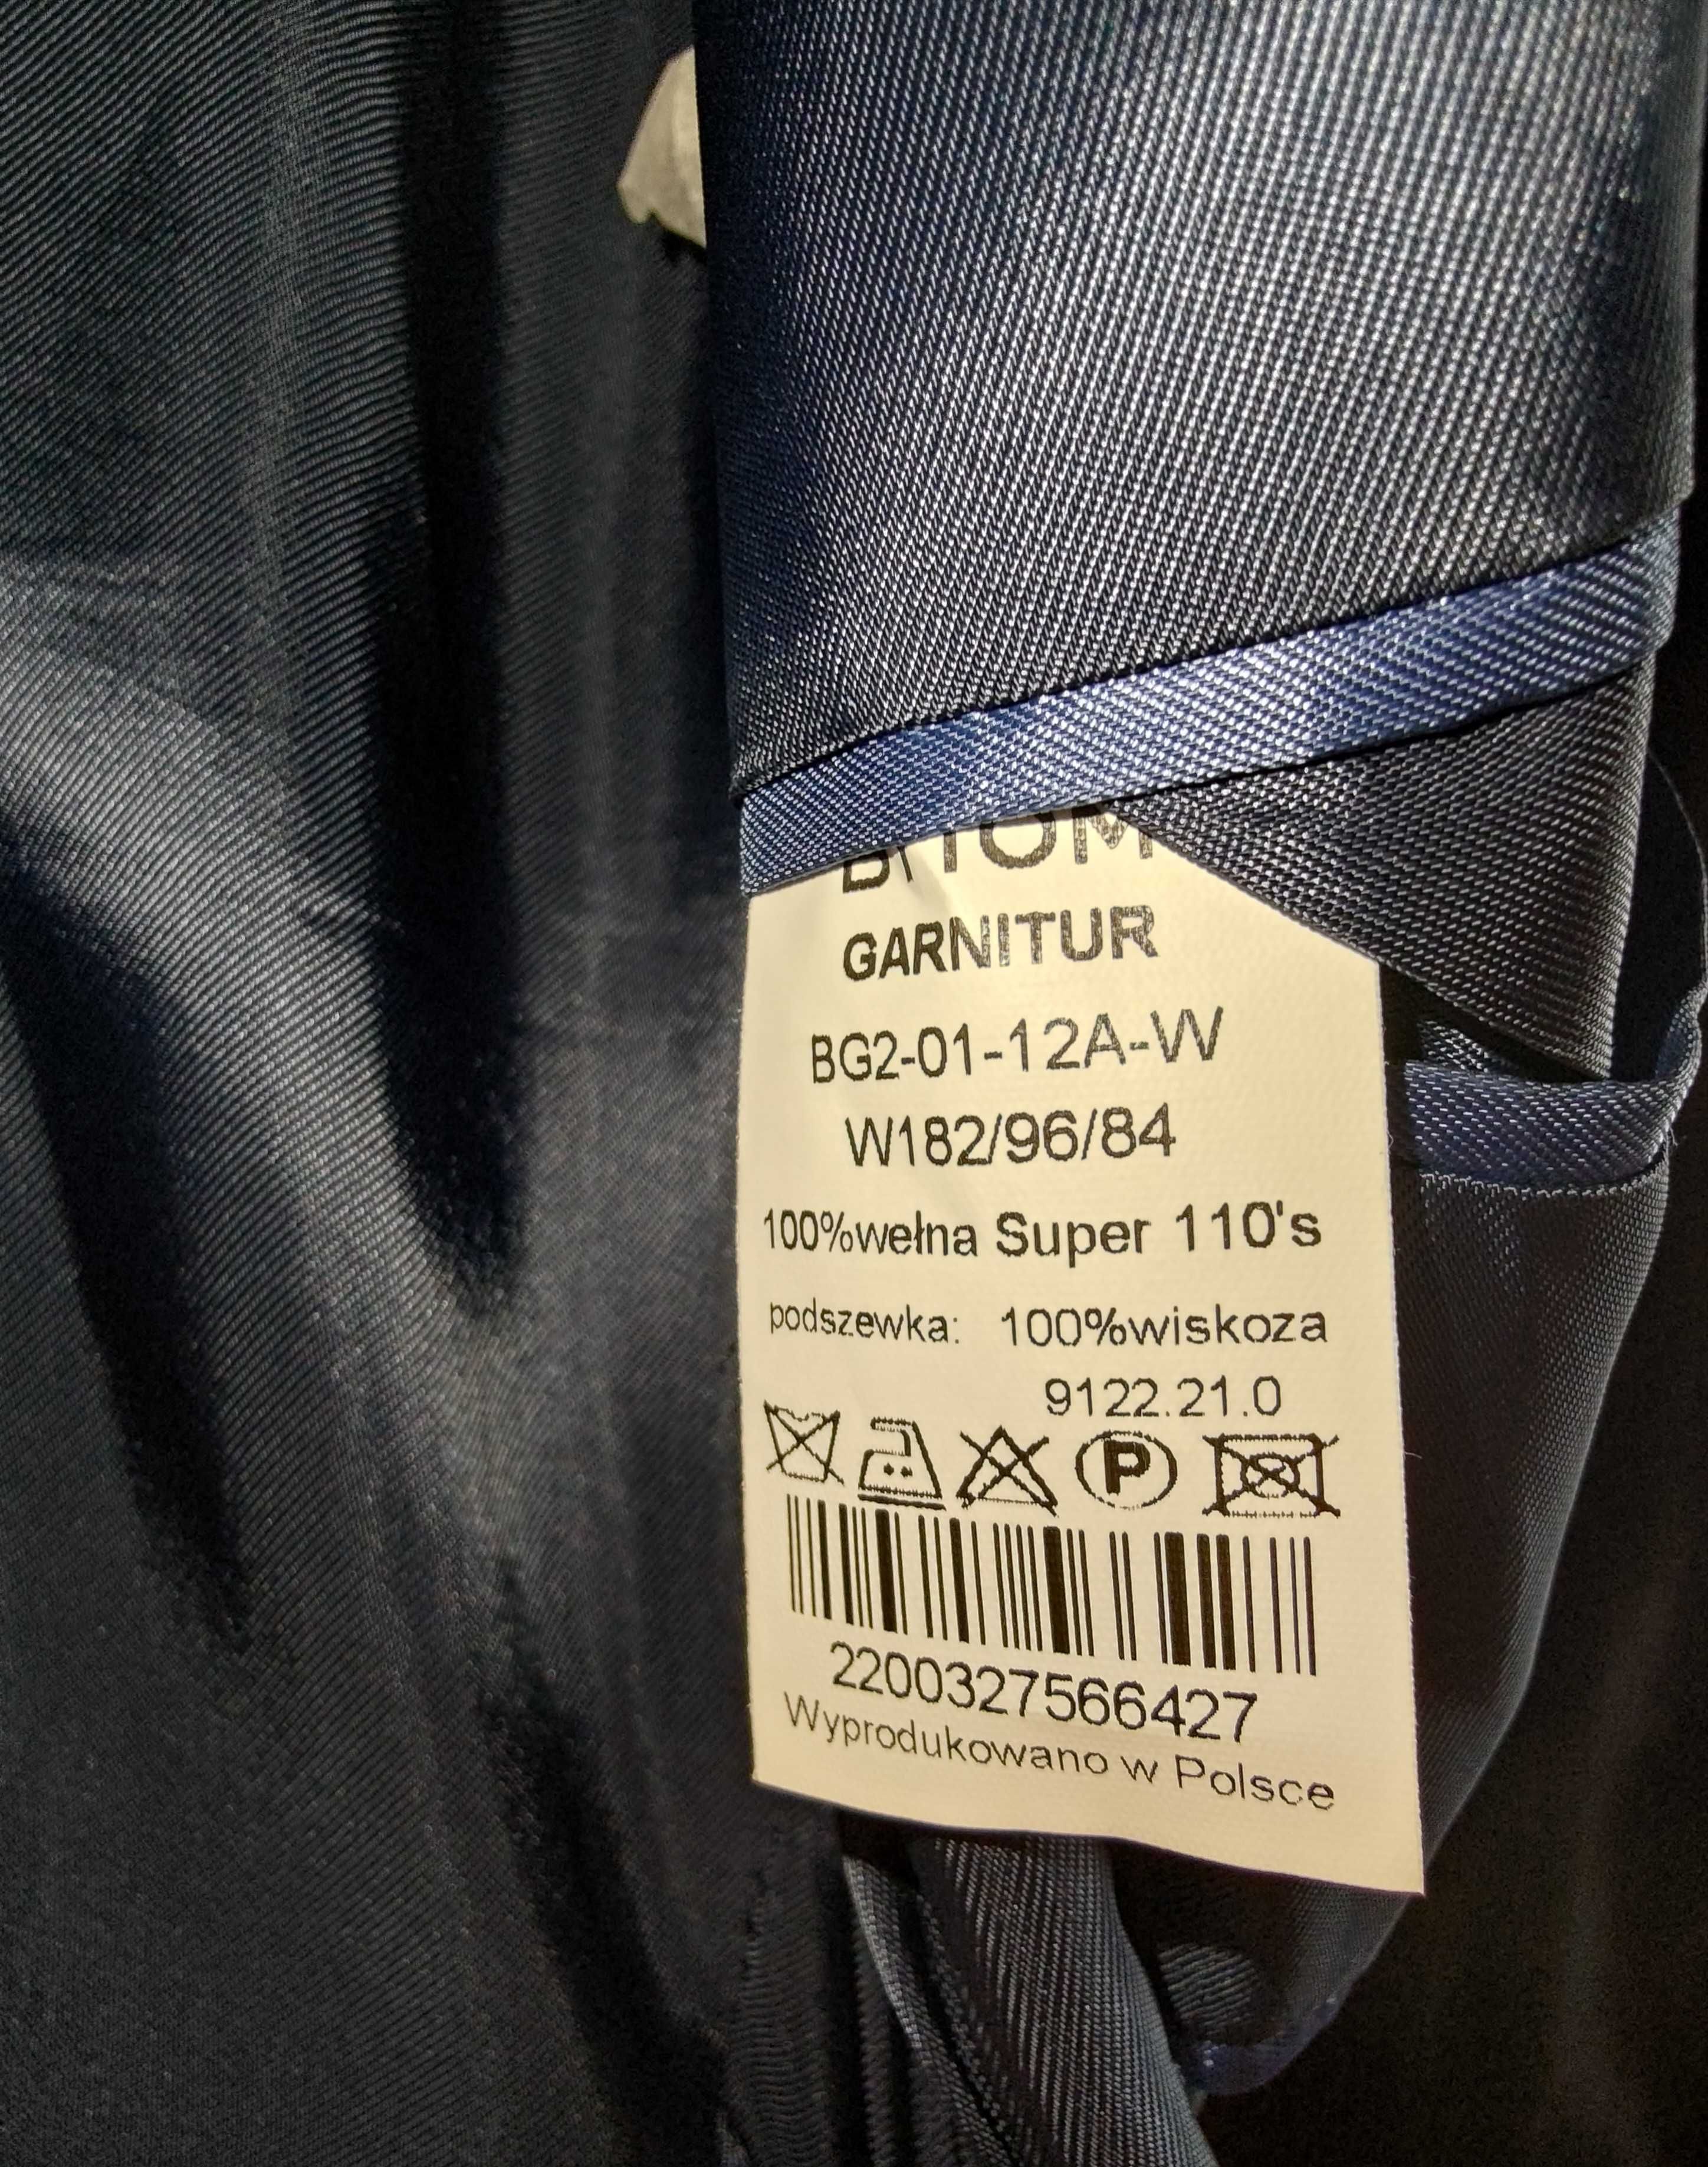 BYTOM
GARNITUR
BG2-01-12A-W
W182/96/84
100%wełna Super 110's
podszewka: 100%wiskoza
9122.21.0
P
2200327566427
Wyprodukowano w Polsce